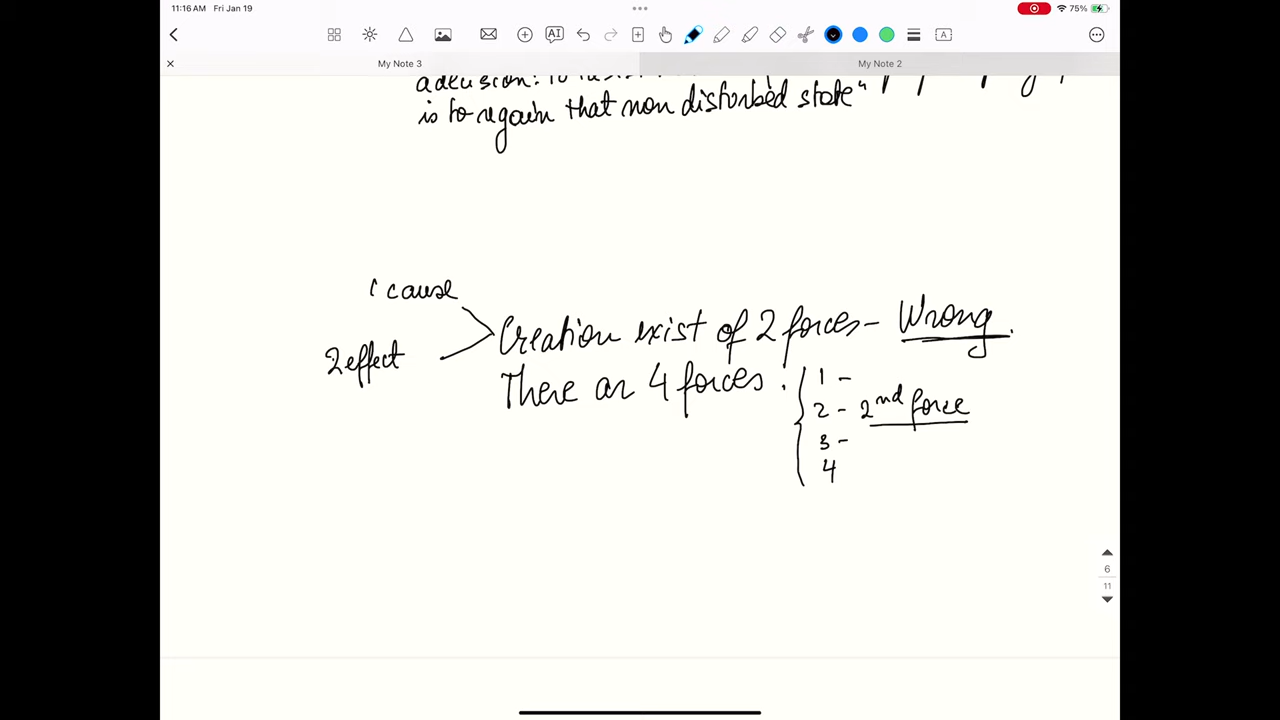 11:16 AM Fri Jan 19
75%
My Note 3
My Note 2
is to regain that non disturbed state"
1 cause
Creation exist of 2 forces - Wrong.
2 effect
There are 4 forces :
1 -
2 - 2nd force
3 -
4
6
11